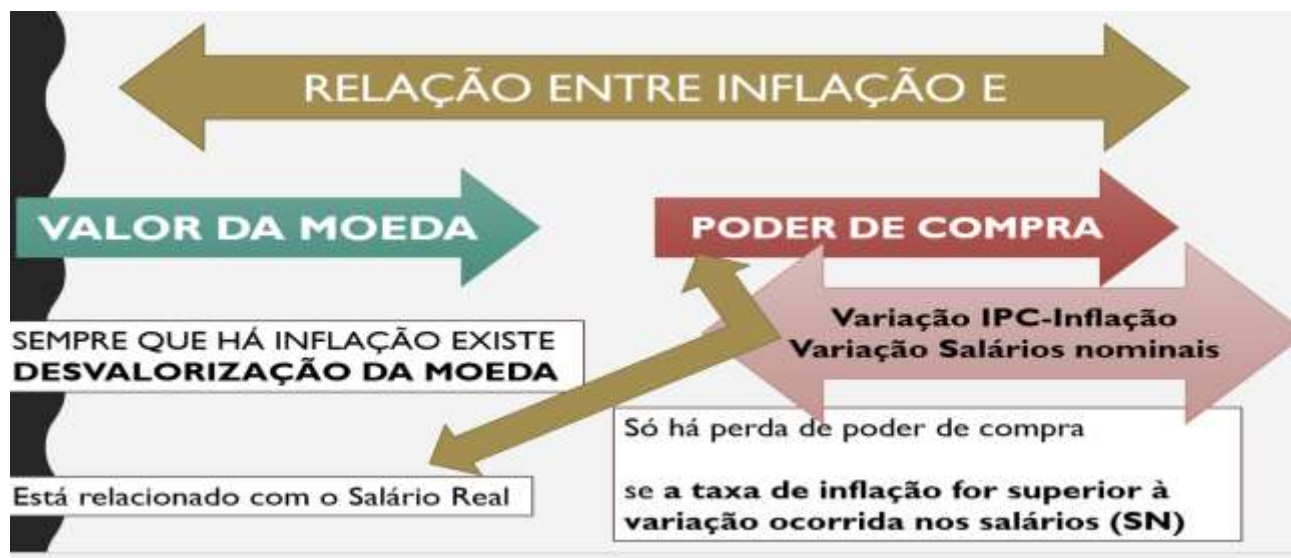 RELAÇÃO ENTRE INFLAÇÃO E
VALOR DA MOEDA
PODER DE COMPRA
SEMPRE QUE HÁ INFLAÇÃO EXISTE
DESVALORIZAÇÃO DA MOEDA
Variação IPC-Inflação
Variação Salários nominais
Está relacionado com o Salário Real
Só há perda de poder de compra
se a taxa de inflação for superior à
variação ocorrida nos salários (SN)